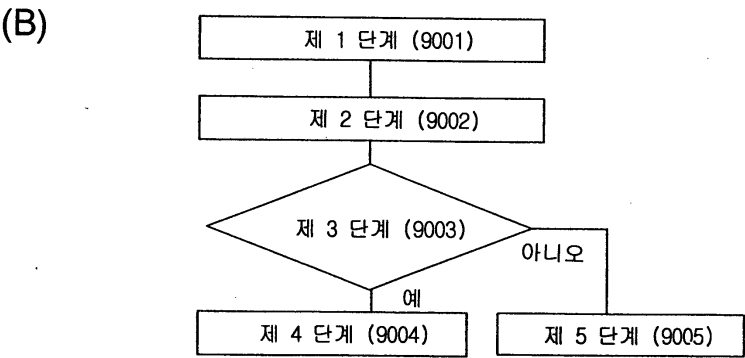 (B)
제 1 단계 (9001)
제 2 단계 (9002)
제 3 단계 (9003)
아니오
예
제 4 단계 (9004)
제 5 단계 (9005)